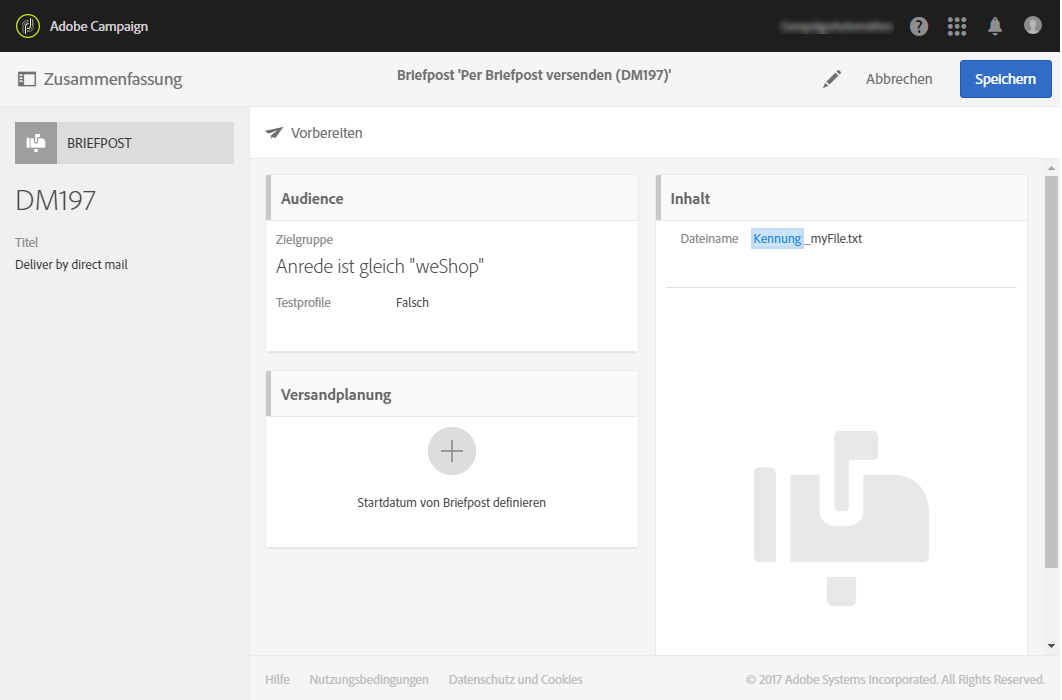 Adobe Campaign
Zusammenfassung
Briefpost 'Per Briefpost versenden (DM197)'
Abbrechen
Speichern
BRIEFPOST
DM197
Titel
Deliver by direct mail
Vorbereiten
Audience
Zielgruppe
Anrede ist gleich "weShop"
Testprofile Falsch
Versandplanung
Startdatum von Briefpost definieren
Inhalt
Dateiname Kennung_myFile.txt
Hilfe Nutzungsbedingungen Datenschutz und Cookies © 2017 Adobe Systems Incorporated. All Rights Reserved.